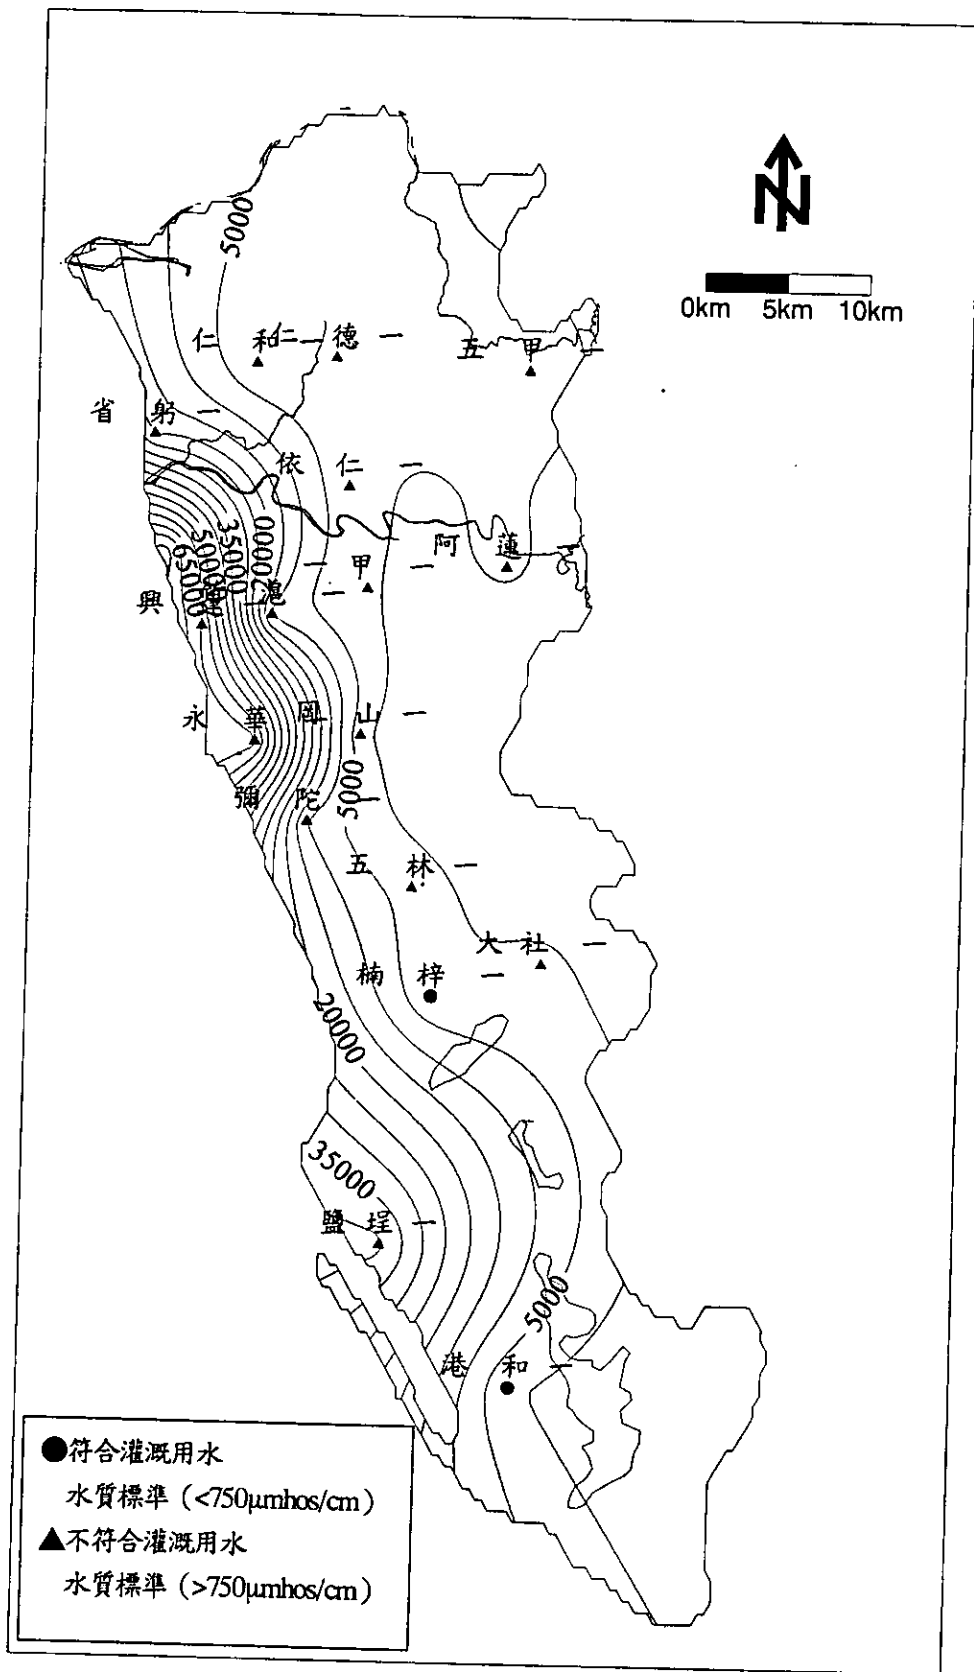 N
0km 5km 10km
5000
仁和一
仁德一
五甲一
省躬一
依仁一
阿蓮一
甲一
20000
35000
50000
65000
興
永華
岡山一
彌陀一
5000
五林一
大社一
楠梓一
20000
35000
鹽埕一
5000
港和一
●符合灌溉用水
水質標準（<750μmhos/cm）
▲不符合灌溉用水
水質標準（>750μmhos/cm）